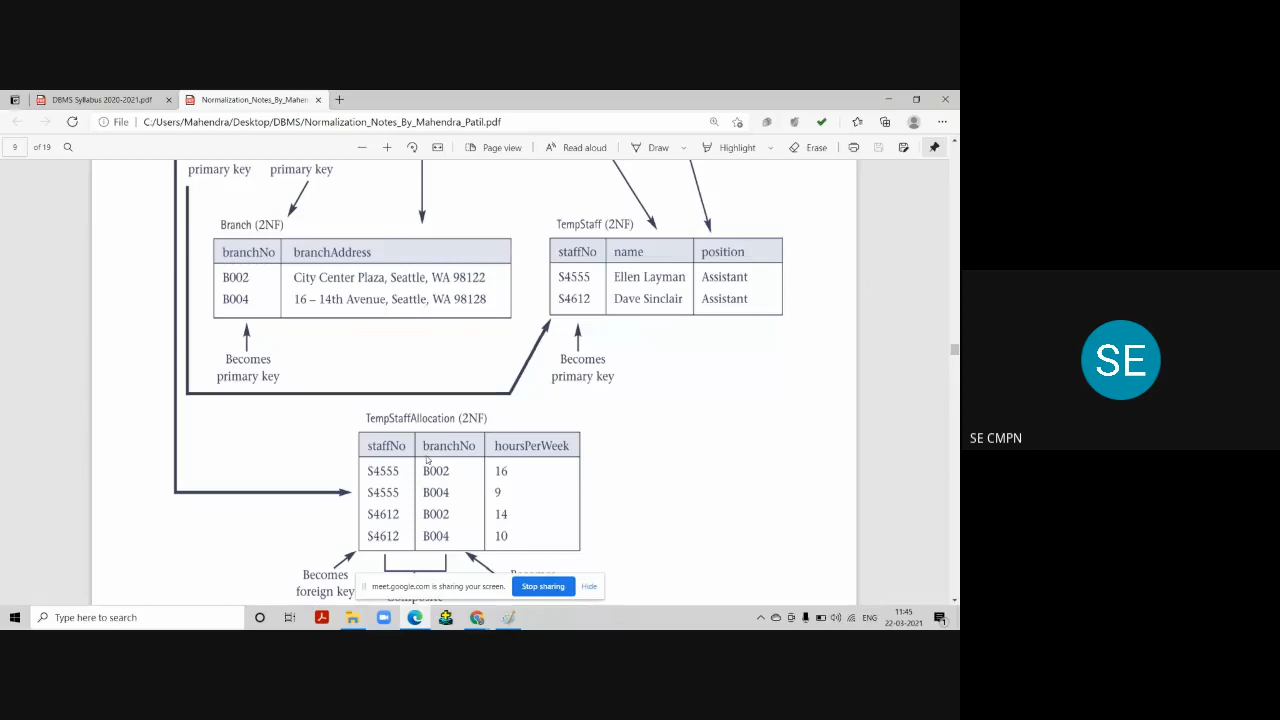 DBMS Syllabus 2020-2021.pdf
Normalization_Notes_By_Mahen
File C:/Users/Mahendra/Desktop/DBMS/Normalization_Notes_By_Mahendra_Patil.pdf
9 of 19 Page view Read aloud Draw Highlight Erase
primary key primary key
Branch (2NF)
branchNo branchAddress
B002 City Center Plaza, Seattle, WA 98122
B004 16 – 14th Avenue, Seattle, WA 98128
Becomes
primary key
TempStaff (2NF)
staffNo name position
S4555 Ellen Layman Assistant
S4612 Dave Sinclair Assistant
Becomes
primary key
TempStaffAllocation (2NF)
staffNo branchNo hoursPerWeek
S4555 B002 16
S4555 B004 9
S4612 B002 14
S4612 B004 10
Becomes
foreign key
meet.google.com is sharing your screen. Stop sharing Hide
Type here to search
ENG
11:45
22-03-2021
SE
SE CMPN